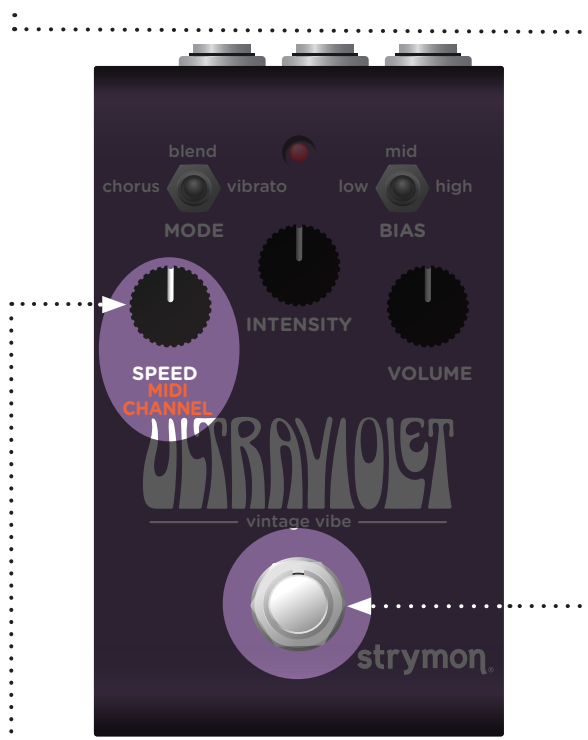 blend
mid
chorus
vibrato
low
high
MODE
BIAS
INTENSITY
SPEED
MIDI
CHANNEL
VOLUME
ULTRAVIOLET
vintage vibe
strymon®